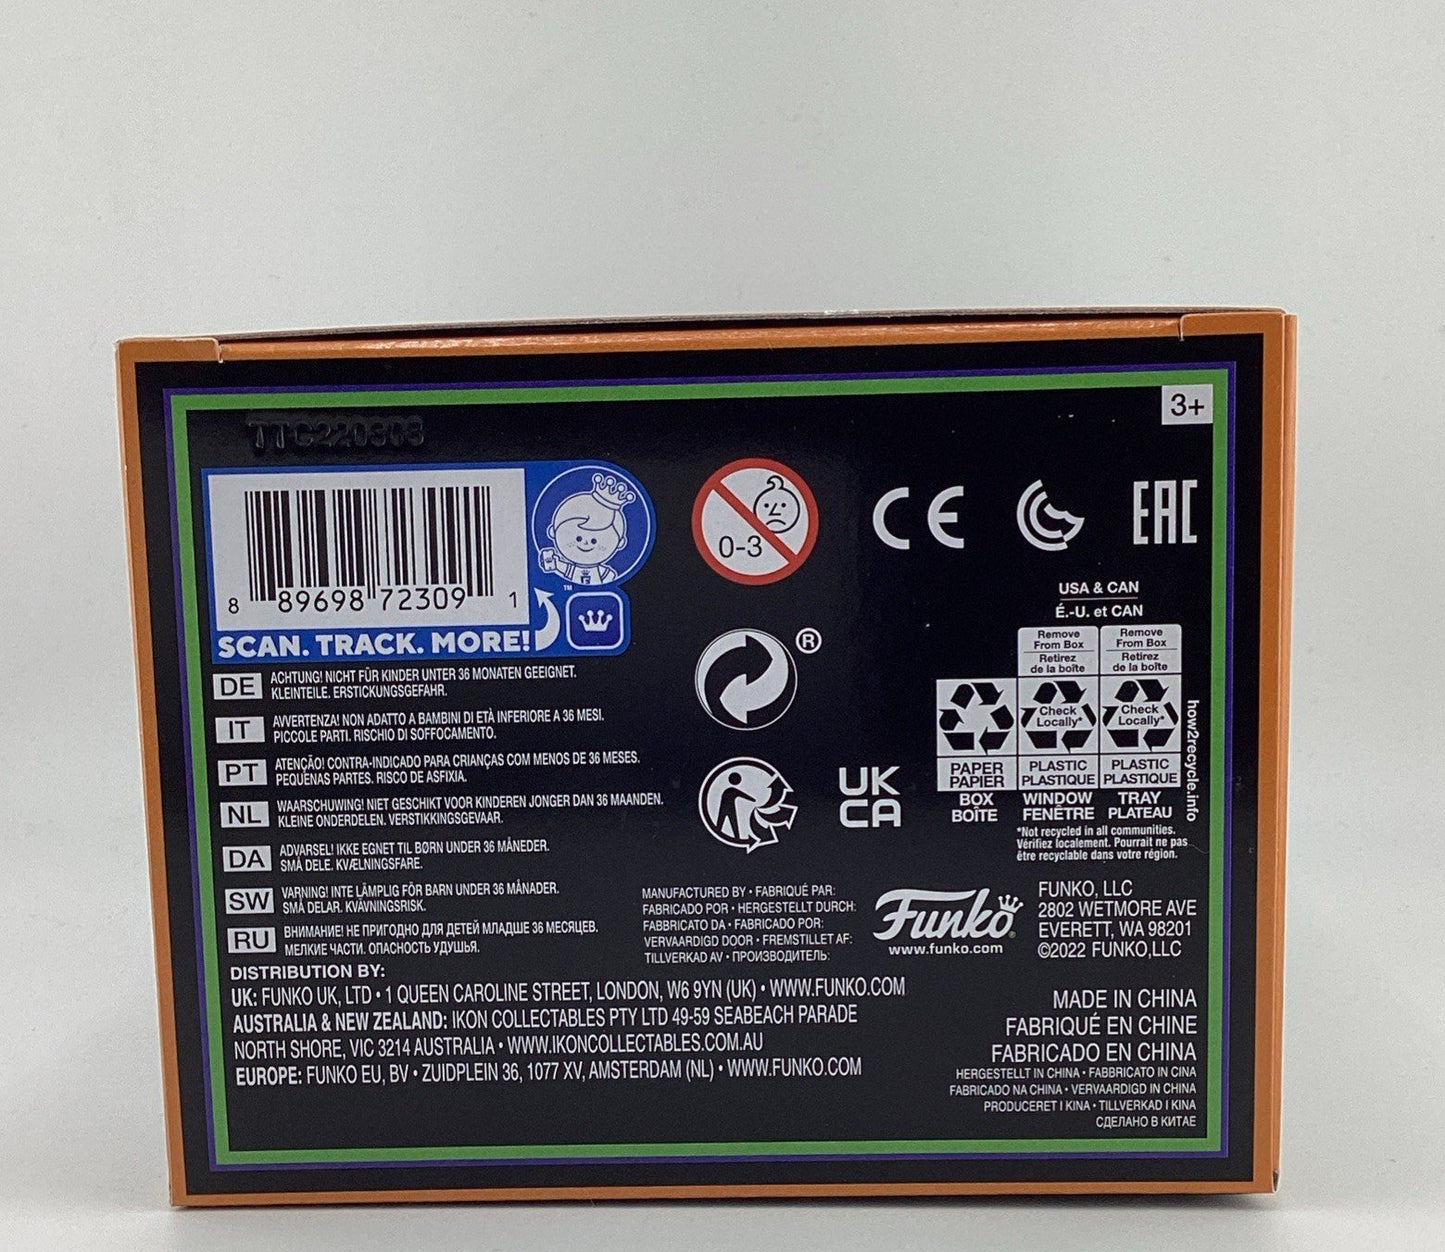 3+
TTC220303
8 89698 72309 1
SCAN. TRACK. MORE!
™
0-3
CE
EAC
®
UK
CA
USA & CAN
É.-U. et CAN
Remove From Box
Retirez de la boîte
Remove From Box
Retirez de la boîte
Check Locally*
Check Locally*
PAPER PAPIER
PLASTIC PLASTIQUE
PLASTIC PLASTIQUE
BOX BOÎTE
WINDOW FENÊTRE
TRAY PLATEAU
how2recycle.info
*Not recycled in all communities.
Vérifiez localement. Pourrait ne pas
être recyclable dans votre région.
DE ACHTUNG! NICHT FÜR KINDER UNTER 36 MONATEN GEEIGNET.
KLEINTEILE. ERSTICKUNGSGEFAHR.
IT AVVERTENZA! NON ADATTO A BAMBINI DI ETÀ INFERIORE A 36 MESI.
PICCOLE PARTI. RISCHIO DI SOFFOCAMENTO.
PT ATENÇÃO! CONTRA-INDICADO PARA CRIANÇAS COM MENOS DE 36 MESES.
PEQUENAS PARTES. RISCO DE ASFIXIA.
NL WAARSCHUWING! NIET GESCHIKT VOOR KINDEREN JONGER DAN 36 MAANDEN.
KLEINE ONDERDELEN. VERSTIKKINGSGEVAAR.
DA ADVARSEL! IKKE EGNET TIL BØRN UNDER 36 MÅNEDER.
SMÅ DELE. KVÆLNINGSFARE.
SW VARNING! INTE LÄMPLIG FÖR BARN UNDER 36 MÅNADER.
SMÅ DELAR. KVÄVNINGSRISK.
RU ВНИМАНИЕ! НЕ ПРИГОДНО ДЛЯ ДЕТЕЙ МЛАДШЕ 36 МЕСЯЦЕВ.
МЕЛКИЕ ЧАСТИ. ОПАСНОСТЬ УДУШЬЯ.
MANUFACTURED BY • FABRIQUÉ PAR:
FABRICADO POR • HERGESTELLT DURCH:
FABBRICATO DA • FABRICADO POR:
VERVAARDIGD DOOR • FREMSTILLET AF:
TILLVERKAD AV • ПРОИЗВОДИТЕЛЬ:
Funko®
www.funko.com
FUNKO, LLC
2802 WETMORE AVE
EVERETT, WA 98201
©2022 FUNKO,LLC
DISTRIBUTION BY:
UK: FUNKO UK, LTD • 1 QUEEN CAROLINE STREET, LONDON, W6 9YN (UK) • WWW.FUNKO.COM
AUSTRALIA & NEW ZEALAND: IKON COLLECTABLES PTY LTD 49-59 SEABEACH PARADE
NORTH SHORE, VIC 3214 AUSTRALIA • WWW.IKONCOLLECTABLES.COM.AU
EUROPE: FUNKO EU, BV • ZUIDPLEIN 36, 1077 XV, AMSTERDAM (NL) • WWW.FUNKO.COM
MADE IN CHINA
FABRIQUÉ EN CHINE
FABRICADO EN CHINA
HERGESTELLT IN CHINA • FABBRICATO IN CINA
FABRICADO NA CHINA • VERVAARDIGD IN CHINA
PRODUCERET I KINA • TILLVERKAD I KINA
СДЕЛАНО В КИТАЕ